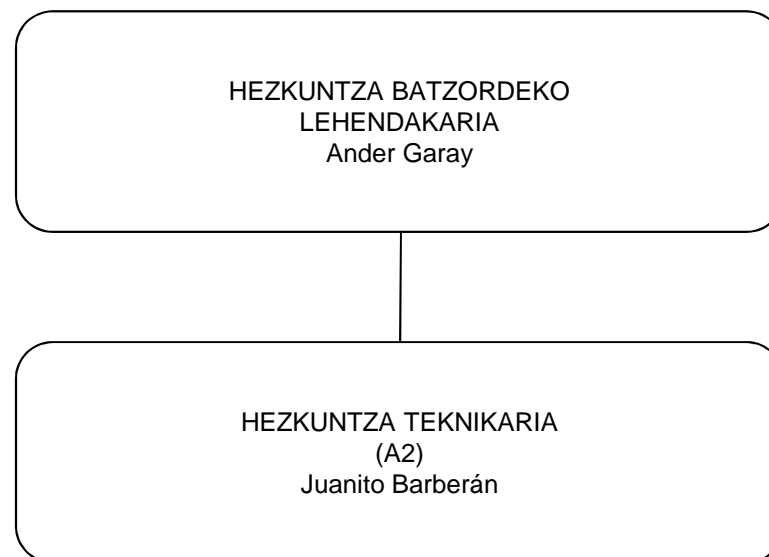 HEZKUNTZA BATZORDEKO
LEHENDAKARIA
Ander Garay
HEZKUNTZA TEKNIKARIA
(A2)
Juanito Barberán